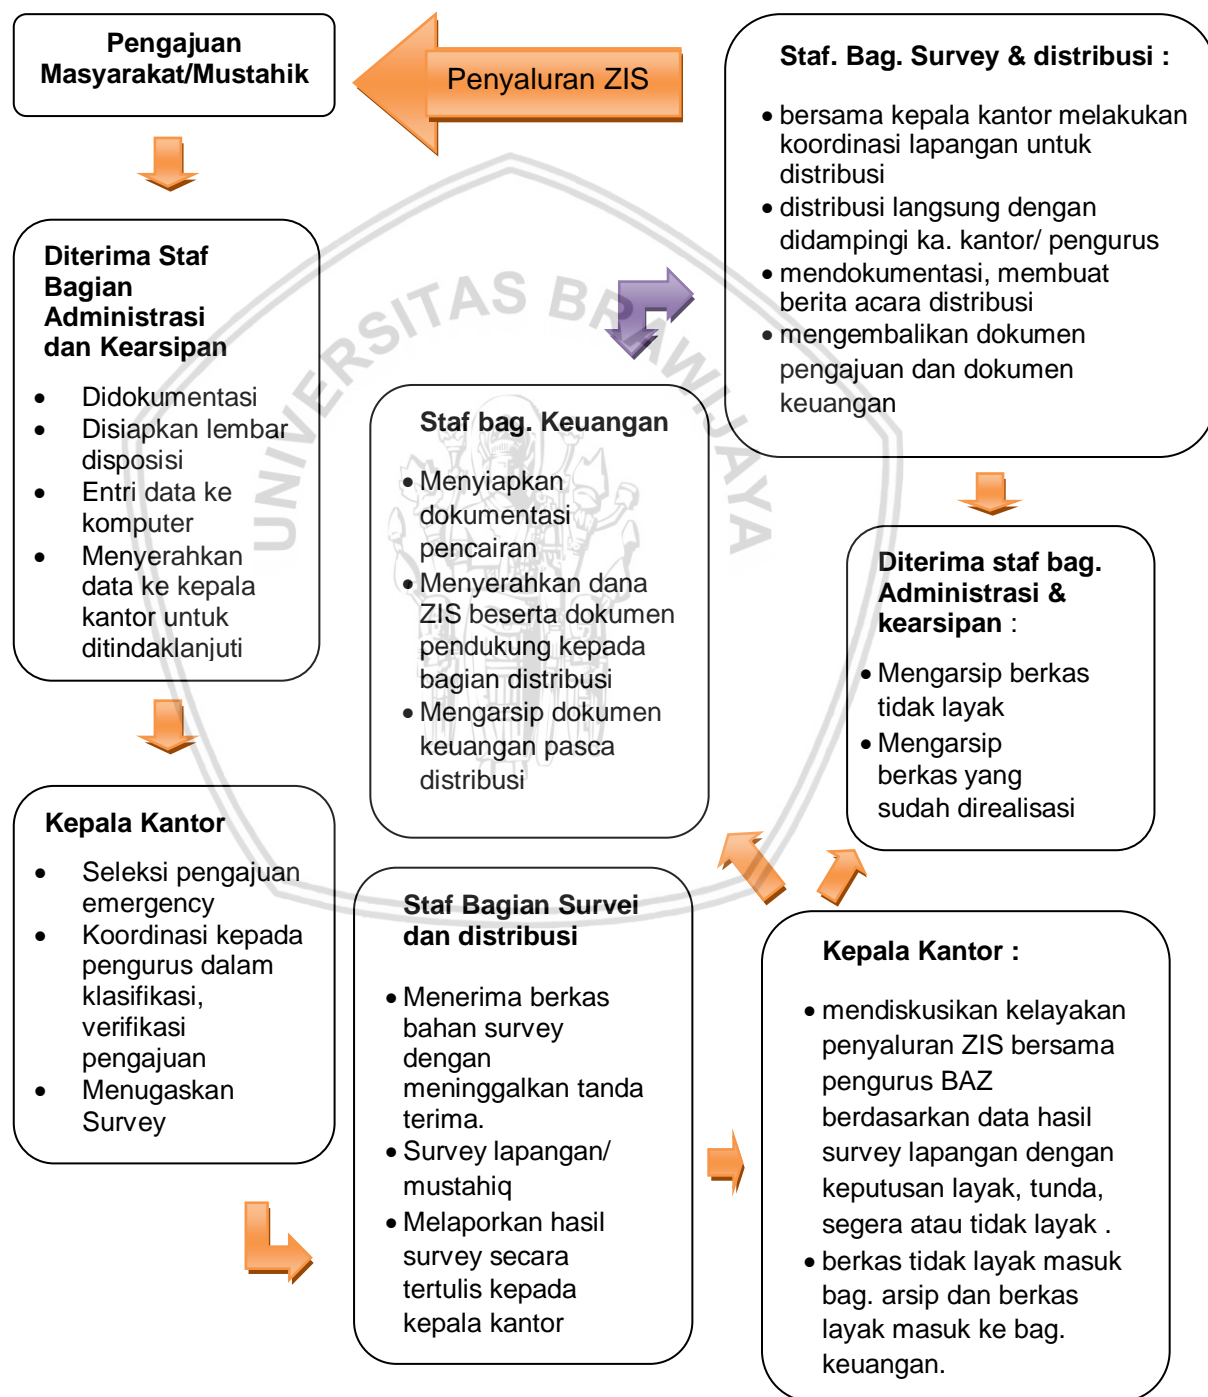 Pengajuan
Masyarakat/Mustahik
Penyaluran ZIS
Staf. Bag. Survey & distribusi :
• bersama kepala kantor melakukan
koordinasi lapangan untuk
distribusi
• distribusi langsung dengan
didampingi ka. kantor/ pengurus
• mendokumentasi, membuat
berita acara distribusi
• mengembalikan dokumen
pengajuan dan dokumen
keuangan
Diterima Staf
Bagian
Administrasi
dan Kearsipan
• Didokumentasi
• Disiapkan lembar
disposisi
• Entri data ke
komputer
• Menyerahkan
data ke kepala
kantor untuk
ditindaklanjuti
UNIVERSITAS BRAWIJAYA
Staf bag. Keuangan
• Menyiapkan
dokumentasi
pencairan
• Menyerahkan dana
ZIS beserta dokumen
pendukung kepada
bagian distribusi
• Mengarsip dokumen
keuangan pasca
distribusi
Diterima staf bag.
Administrasi &
kearsipan :
• Mengarsip berkas
tidak layak
• Mengarsip
berkas yang
sudah direalisasi
Kepala Kantor
• Seleksi pengajuan
emergency
• Koordinasi kepada
pengurus dalam
klasifikasi,
verifikasi
pengajuan
• Menugaskan
Survey
Staf Bagian Survei
dan distribusi
• Menerima berkas
bahan survey
dengan
meninggalkan tanda
terima.
• Survey lapangan/
mustahiq
• Melaporkan hasil
survey secara
tertulis kepada
kepala kantor
Kepala Kantor :
• mendiskusikan kelayakan
penyaluran ZIS bersama
pengurus BAZ
berdasarkan data hasil
survey lapangan dengan
keputusan layak, tunda,
segera atau tidak layak .
• berkas tidak layak masuk
bag. arsip dan berkas
layak masuk ke bag.
keuangan.